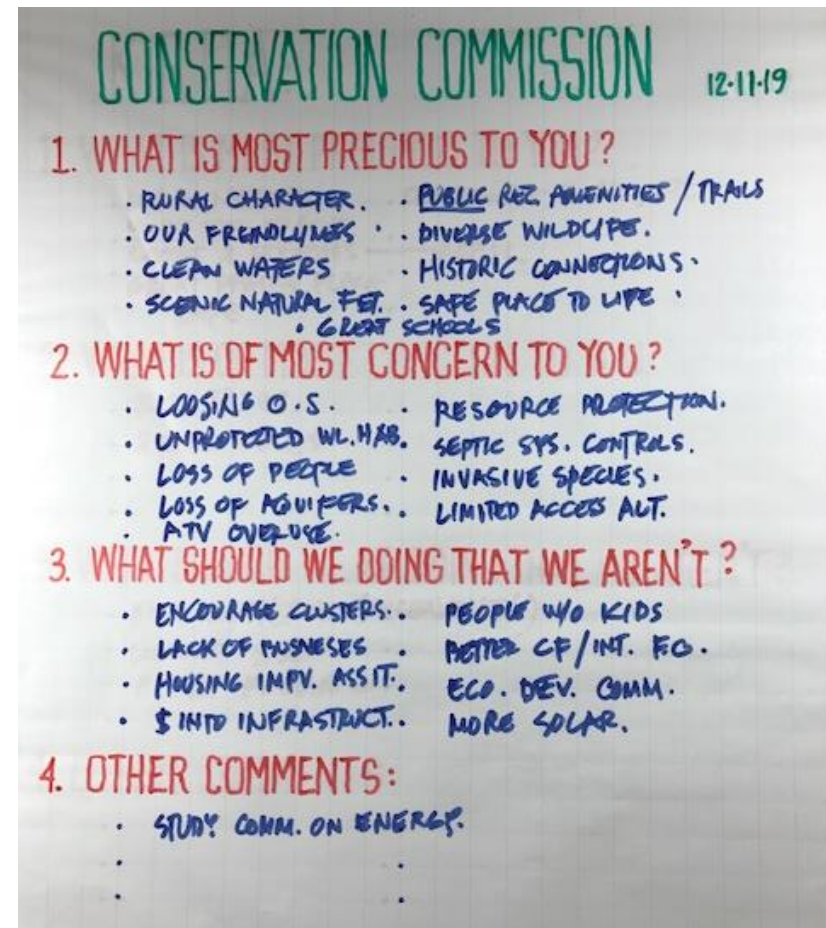 CONSERVATION COMMISSION 12·11·19
1. WHAT IS MOST PRECIOUS TO YOU?
· RURAL CHARACTER. · PUBLIC REZ. AMENITIES / TRAILS
· OUR FRENDLYNES · · DIVERSE WILDLIFE.
· CLEAN WATERS · HISTORIC CONNECTIONS.
· SCENIC NATURAL FET. · SAFE PLACE TO LIFE ·
· GREAT SCHOOLS
2. WHAT IS OF MOST CONCERN TO YOU?
· LOOSING O.S. · RESOURCE PROTECTION.
· UNPROTECTED WL. HAB. SEPTIC SYS. CONTROLS.
· LOSS OF PEOPLE · INVASIVE SPECIES.
· LOSS OF AQUIFERS. · LIMITED ACCESS ALT.
· ATV OVERUSE.
3. WHAT SHOULD WE DOING THAT WE AREN'T?
· ENCOURAGE CLUSTERS. · PEOPLE W/O KIDS
· LACK OF BUSNESES · BETTER CF/INT. F.O.
· HOUSING IMPV. ASSIT. · ECO. DEV. COMM.
· $ INTO INFRASTRUCT. · MORE SOLAR.
4. OTHER COMMENTS:
· STUDY COMM. ON ENERGY.